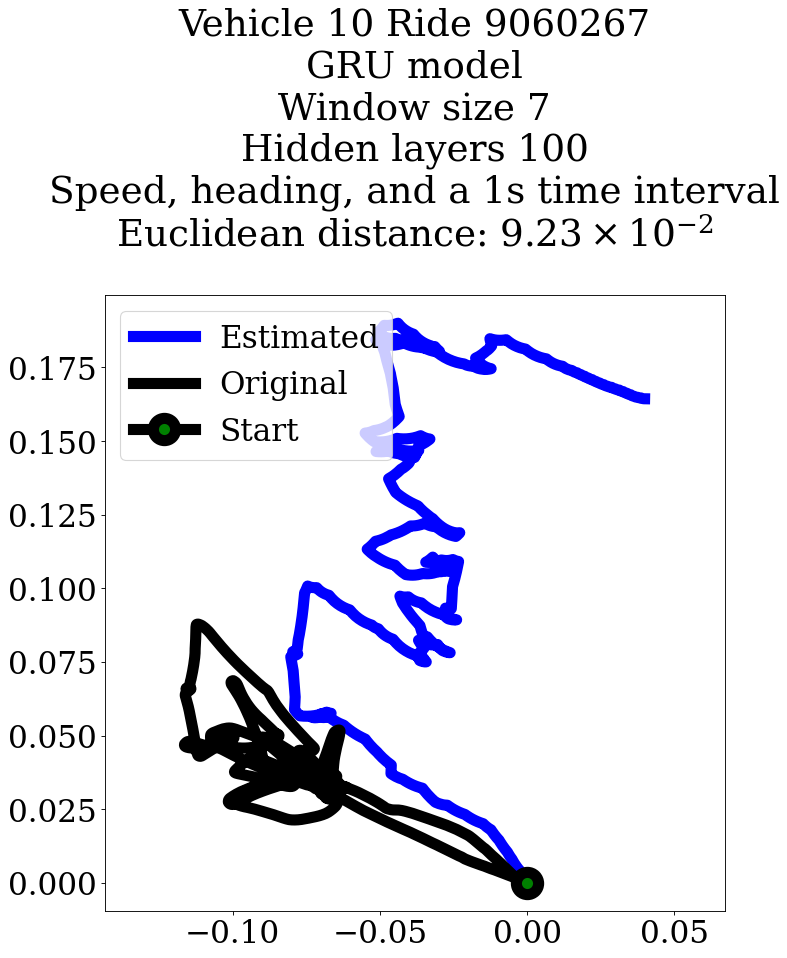 Vehicle 10 Ride 9060267
GRU model
Window size 7
Hidden layers 100
Speed, heading, and a 1s time interval
Euclidean distance: 9.23 × 10⁻²
Estimated
Original
Start
0.175
0.150
0.125
0.100
0.075
0.050
0.025
0.000
−0.10 −0.05 0.00 0.05